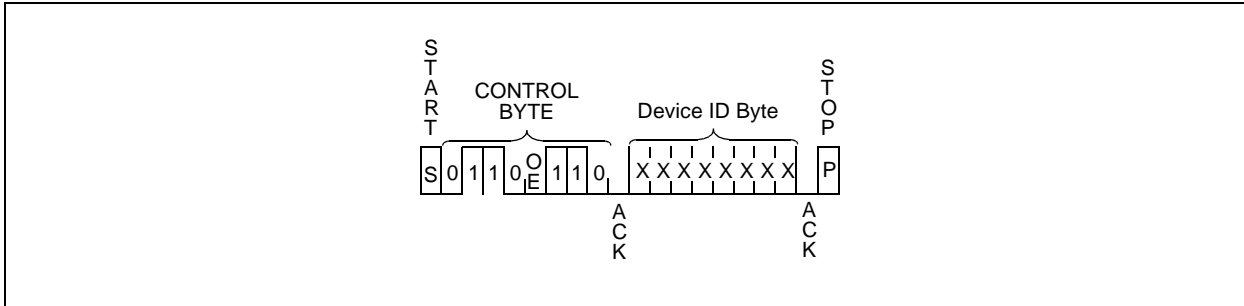 START
CONTROL
BYTE
Device ID Byte
STOP
S 0 1 1 0 OE 1 1 0 X X X X X X X X P
ACK
ACK